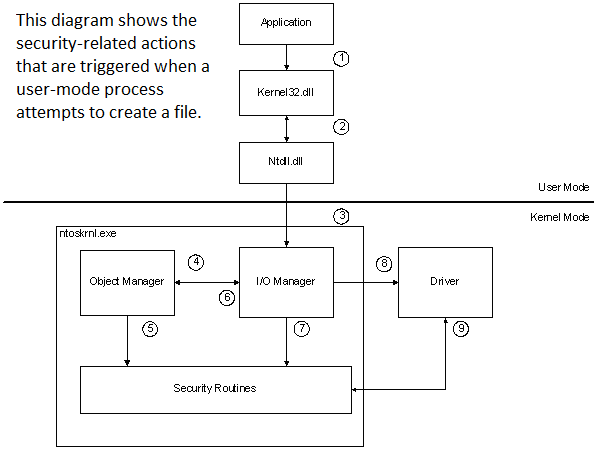 This diagram shows the
security-related actions
that are triggered when a
user-mode process
attempts to create a file.
Application
1
Kernel32.dll
2
Ntdll.dll
User Mode
3
Kernel Mode
ntoskrnl.exe
4
8
Object Manager
I/O Manager
Driver
6
5
7
9
Security Routines